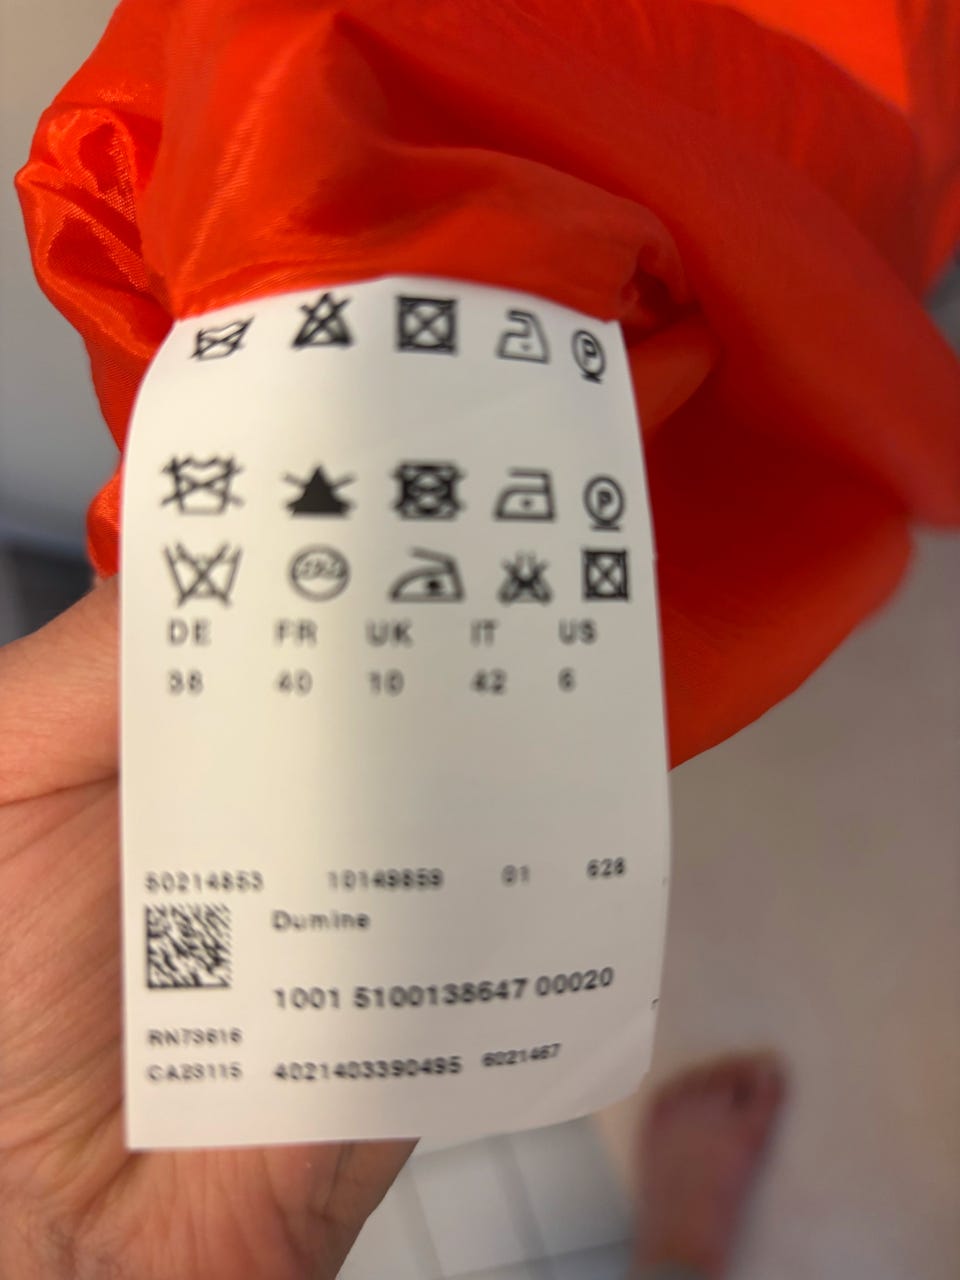 P
P
DE FR UK IT US
38 40 10 42 6
50214853 10149859 01 628
Dumine
1001 5100138647 00020
RN73616
CA23115 4021403390495 6021467